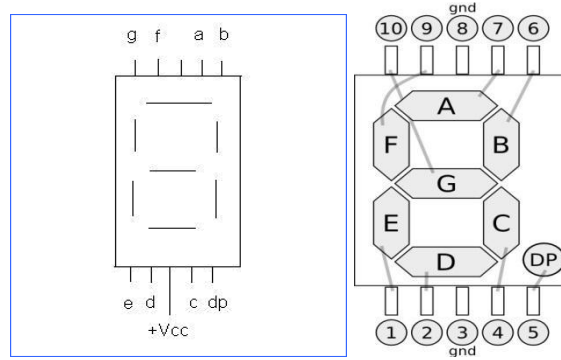 g f a b
e d c dp
+Vcc
gnd
10 9 8 7 6
A
F B
G
E C
D DP
1 2 3 4 5
gnd